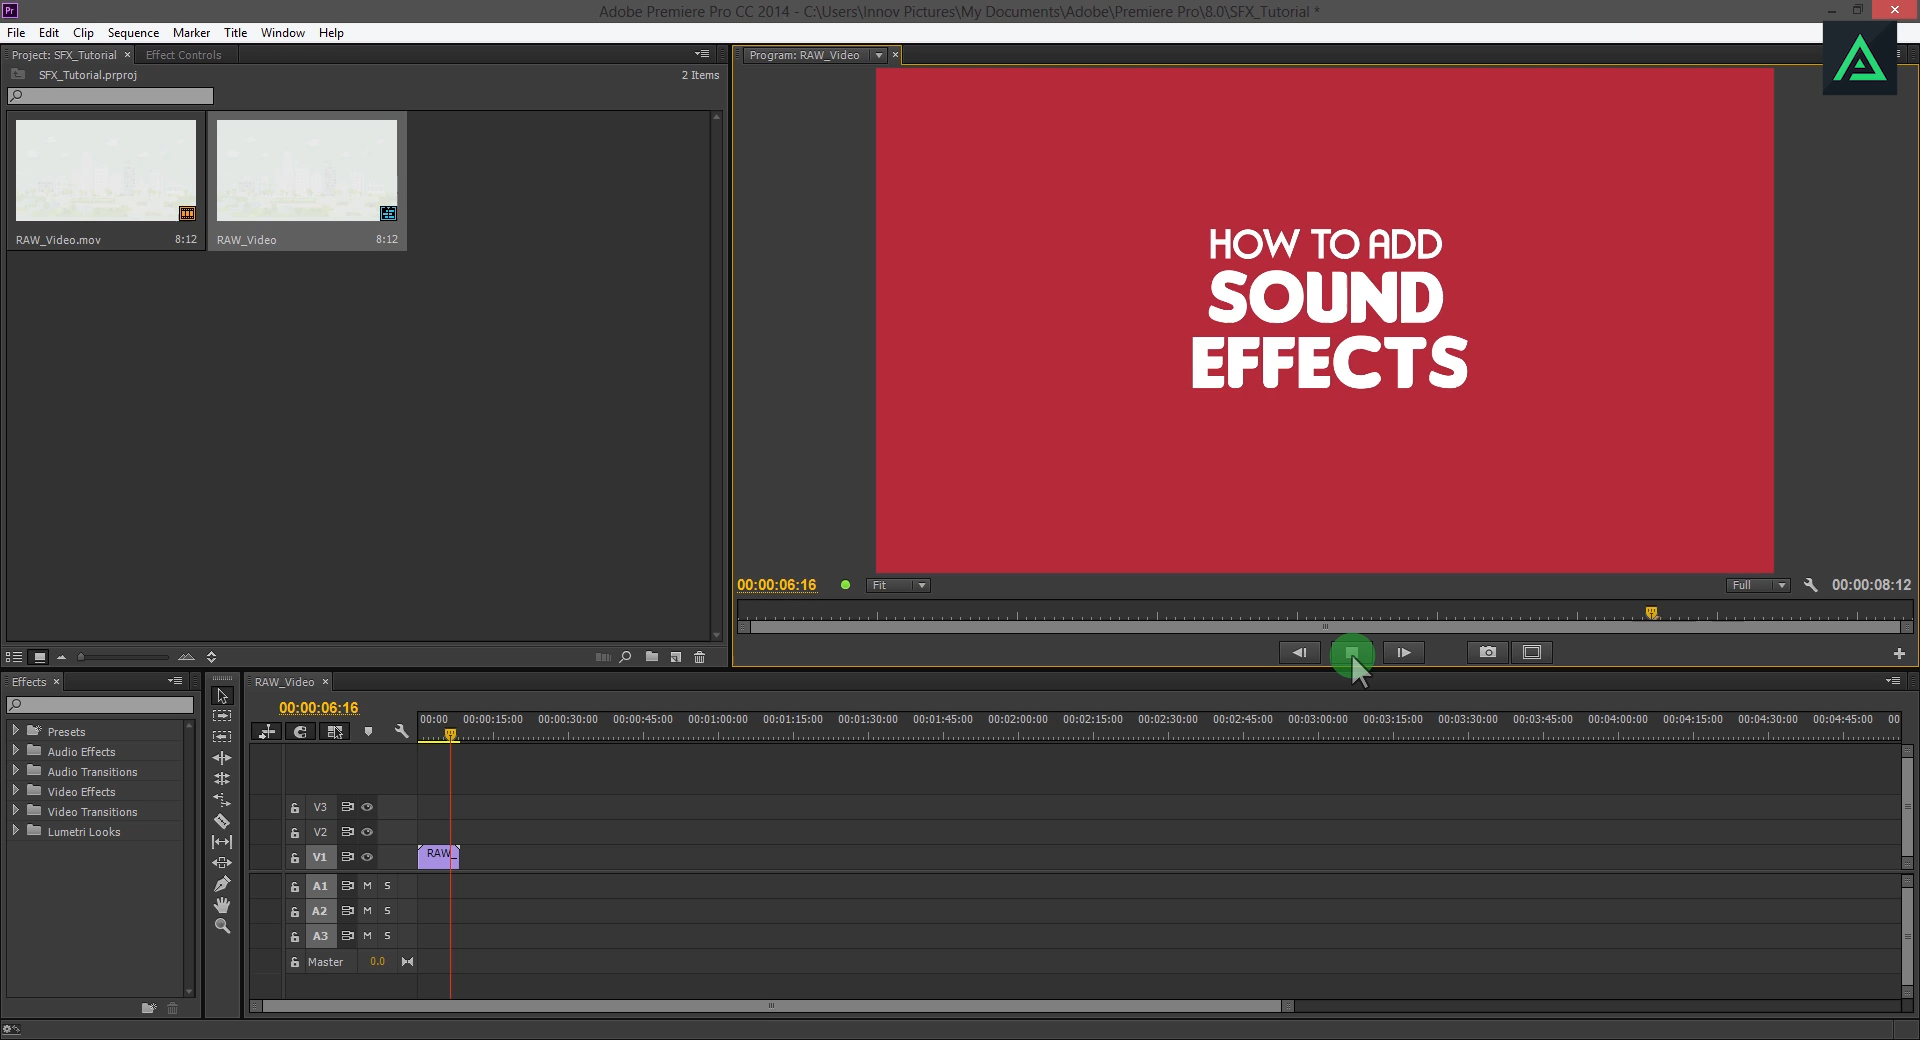 Pr
Adobe Premiere Pro CC 2014 - C:\Users\Innov Pictures\My Documents\Adobe\Premiere Pro\8.0\SFX_Tutorial *
File Edit Clip Sequence Marker Title Window Help
Project: SFX_Tutorial × Effect Controls
SFX_Tutorial.prproj 2 Items
RAW_Video.mov 8:12 RAW_Video 8:12
Program: RAW_Video ×
HOW TO ADD
SOUND
EFFECTS
00:00:06:16 Fit Full 00:00:08:12
Effects ×
Presets
Audio Effects
Audio Transitions
Video Effects
Video Transitions
Lumetri Looks
RAW_Video ×
00:00:06:16
00:00 00:00:15:00 00:00:30:00 00:00:45:00 00:01:00:00 00:01:15:00 00:01:30:00 00:01:45:00 00:02:00:00 00:02:15:00 00:02:30:00 00:02:45:00 00:03:00:00 00:03:15:00 00:03:30:00 00:03:45:00 00:04:00:00 00:04:15:00 00:04:30:00 00:04:45:00 00
V3
V2
V1 RAW_
A1 M S
A2 M S
A3 M S
Master 0.0